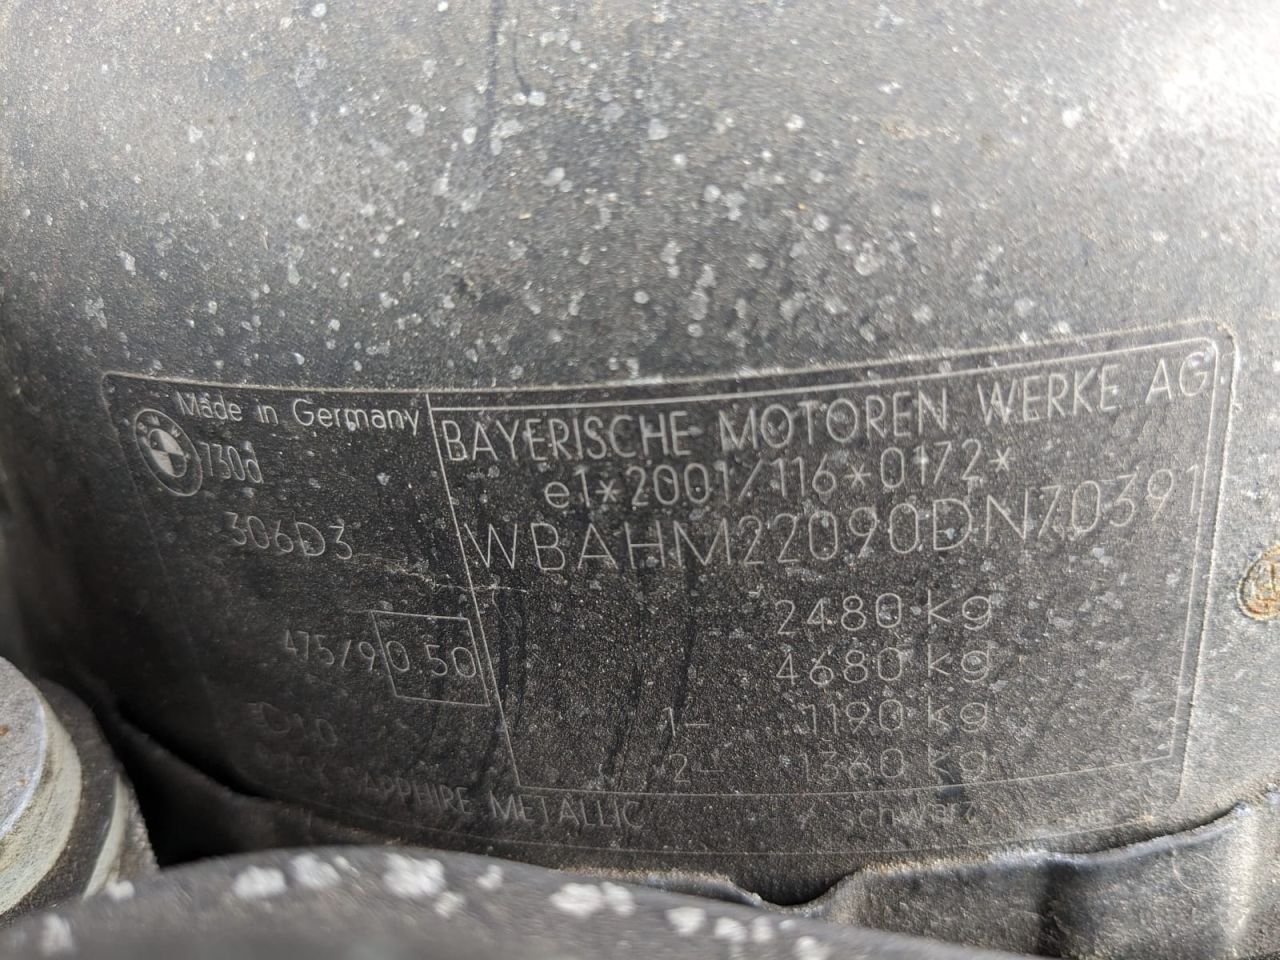 Made in Germany
730d
306D3
475/9 0.50
BAYERISCHE MOTOREN WERKE AG
e1*2001/116*0172*
WBAHM22090DN70391
2480 kg
4680 kg
1- 1190 kg
2- 1360 kg
SAPPHIRE METALLIC / schwarz